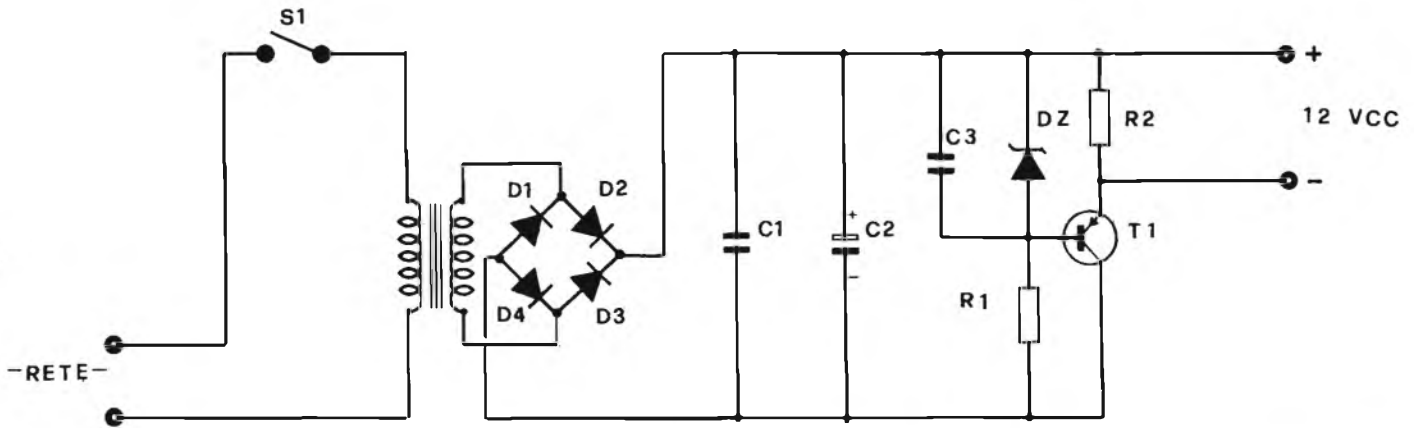 S1
+
DZ
R2
12 VCC
C3
D1
D2
-
+
C1
C2
T1
-
R1
D4
D3
-RETE-